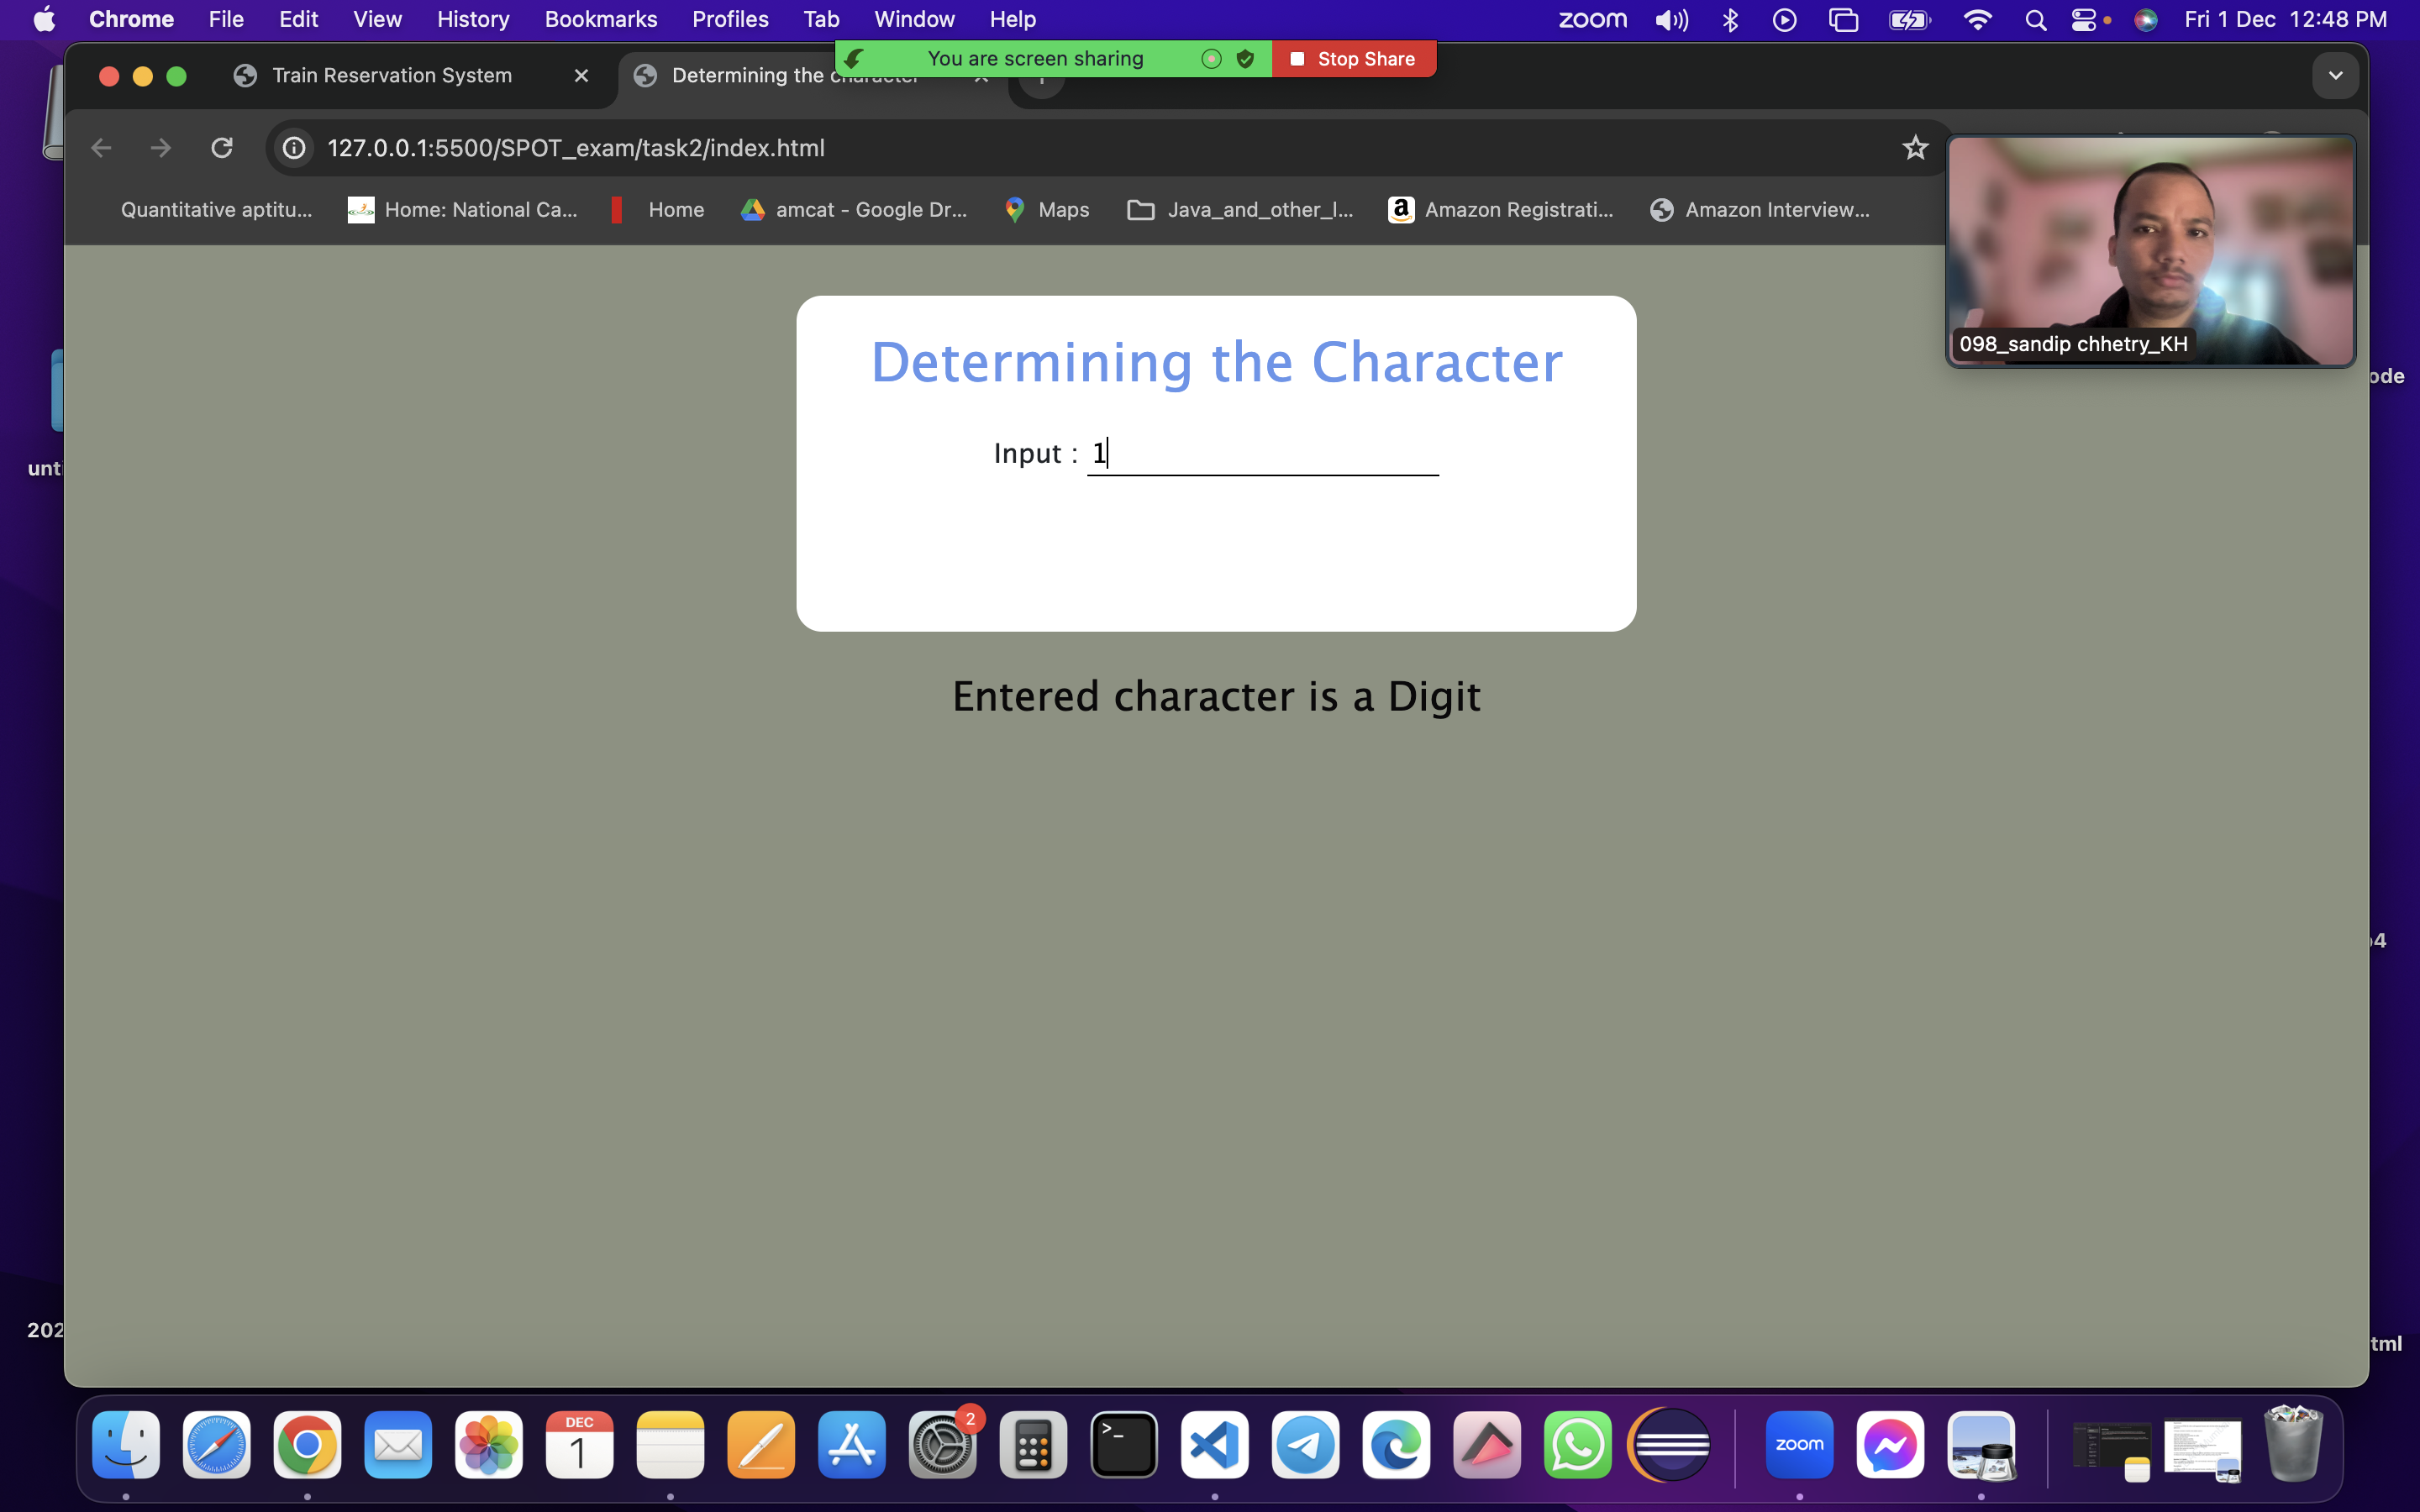 Chrome File Edit View History Bookmarks Profiles Tab Window Help zoom Fri 1 Dec 12:48 PM
You are screen sharing Stop Share
Train Reservation System Determining the character
127.0.0.1:5500/SPOT_exam/task2/index.html
Quantitative aptitu... Home: National Ca... Home amcat - Google Dr... Maps Java_and_other_l... Amazon Registrati... Amazon Interview...
098_sandip chhetry_KH
Determining the Character
ode
Input : 1
unt
Entered character is a Digit
202
tml
DEC
1
2
>_
zoom